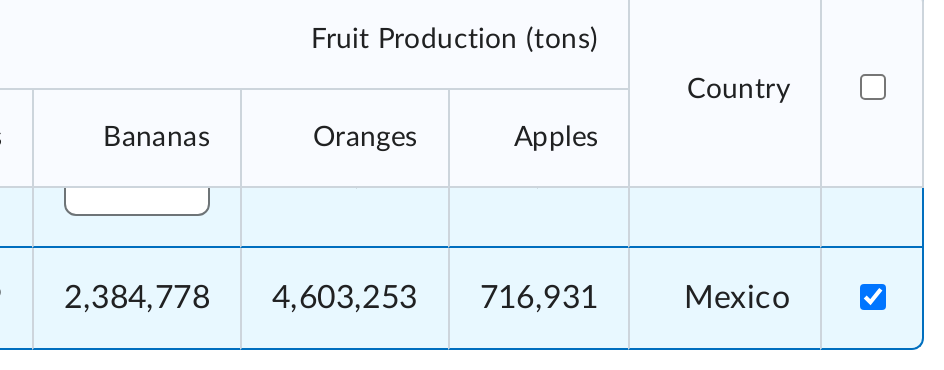 Fruit Production (tons)
Country
Bananas Oranges Apples
2,384,778 4,603,253 716,931 Mexico